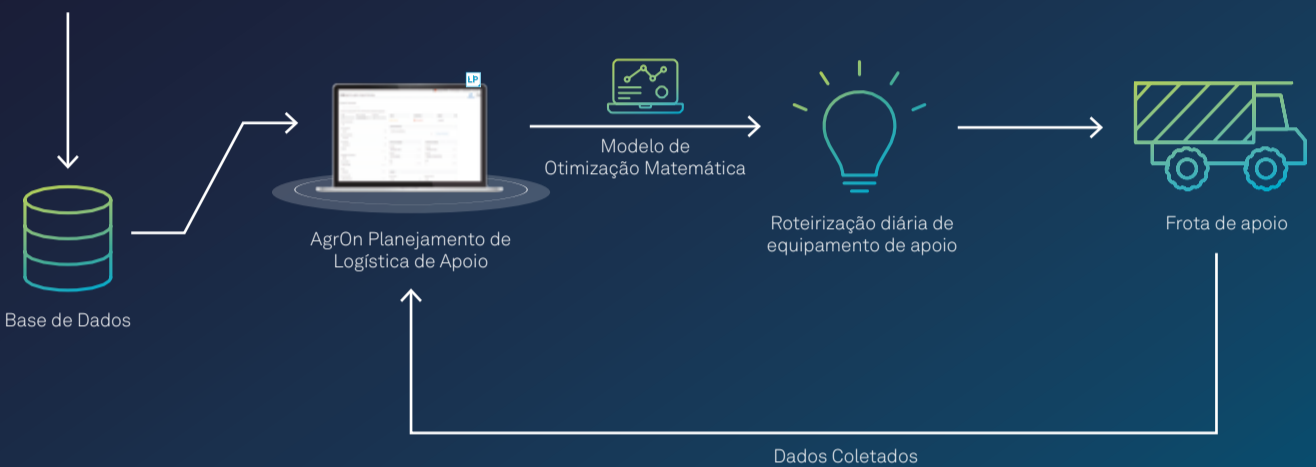 LP
Modelo de
Otimização Matemática
AgrOn Planejamento de
Logística de Apoio
Roteirização diária de
equipamento de apoio
Frota de apoio
Base de Dados
Dados Coletados